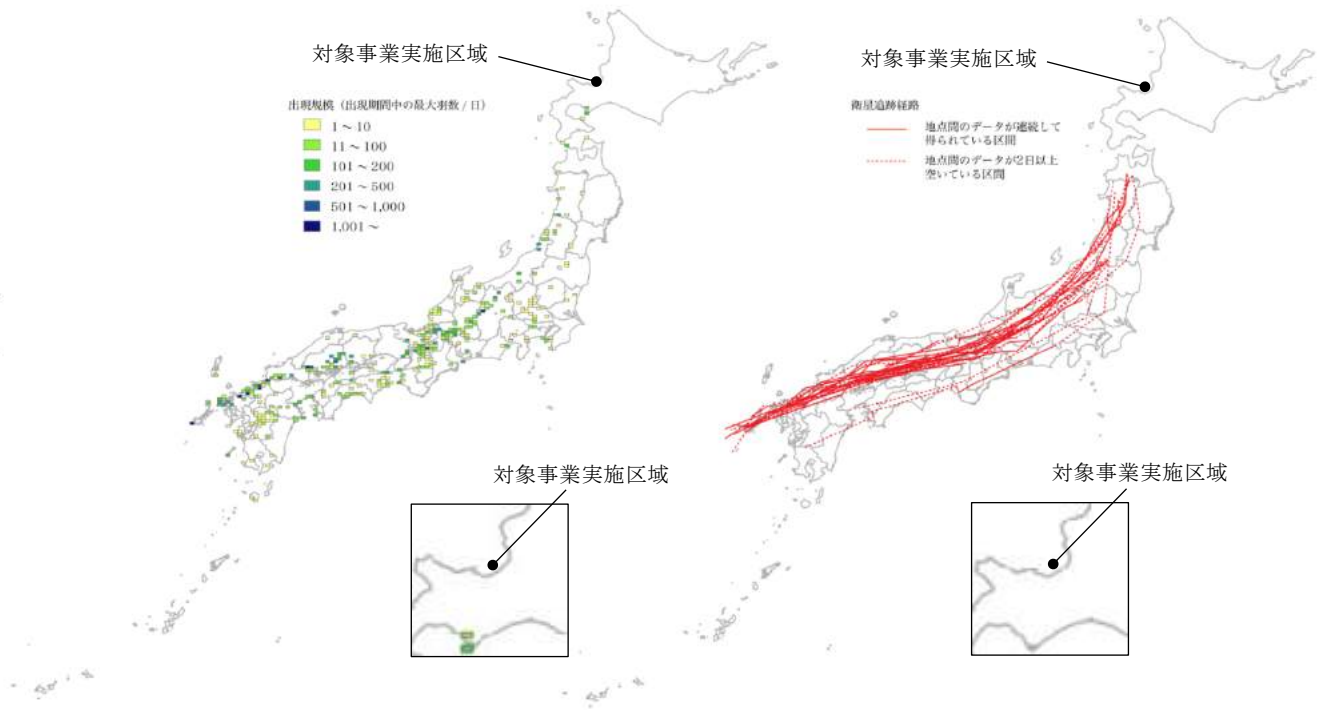 対象事業実施区域
出現規模（出現期間中の最大羽数 / 日）
1 ～ 10
11 ～ 100
101 ～ 200
201 ～ 500
501 ～ 1,000
1,001 ～
対象事業実施区域
対象事業実施区域
衛星追跡経路
地点間のデータが連続して
得られている区間
地点間のデータが2日以上
空いている区間
対象事業実施区域